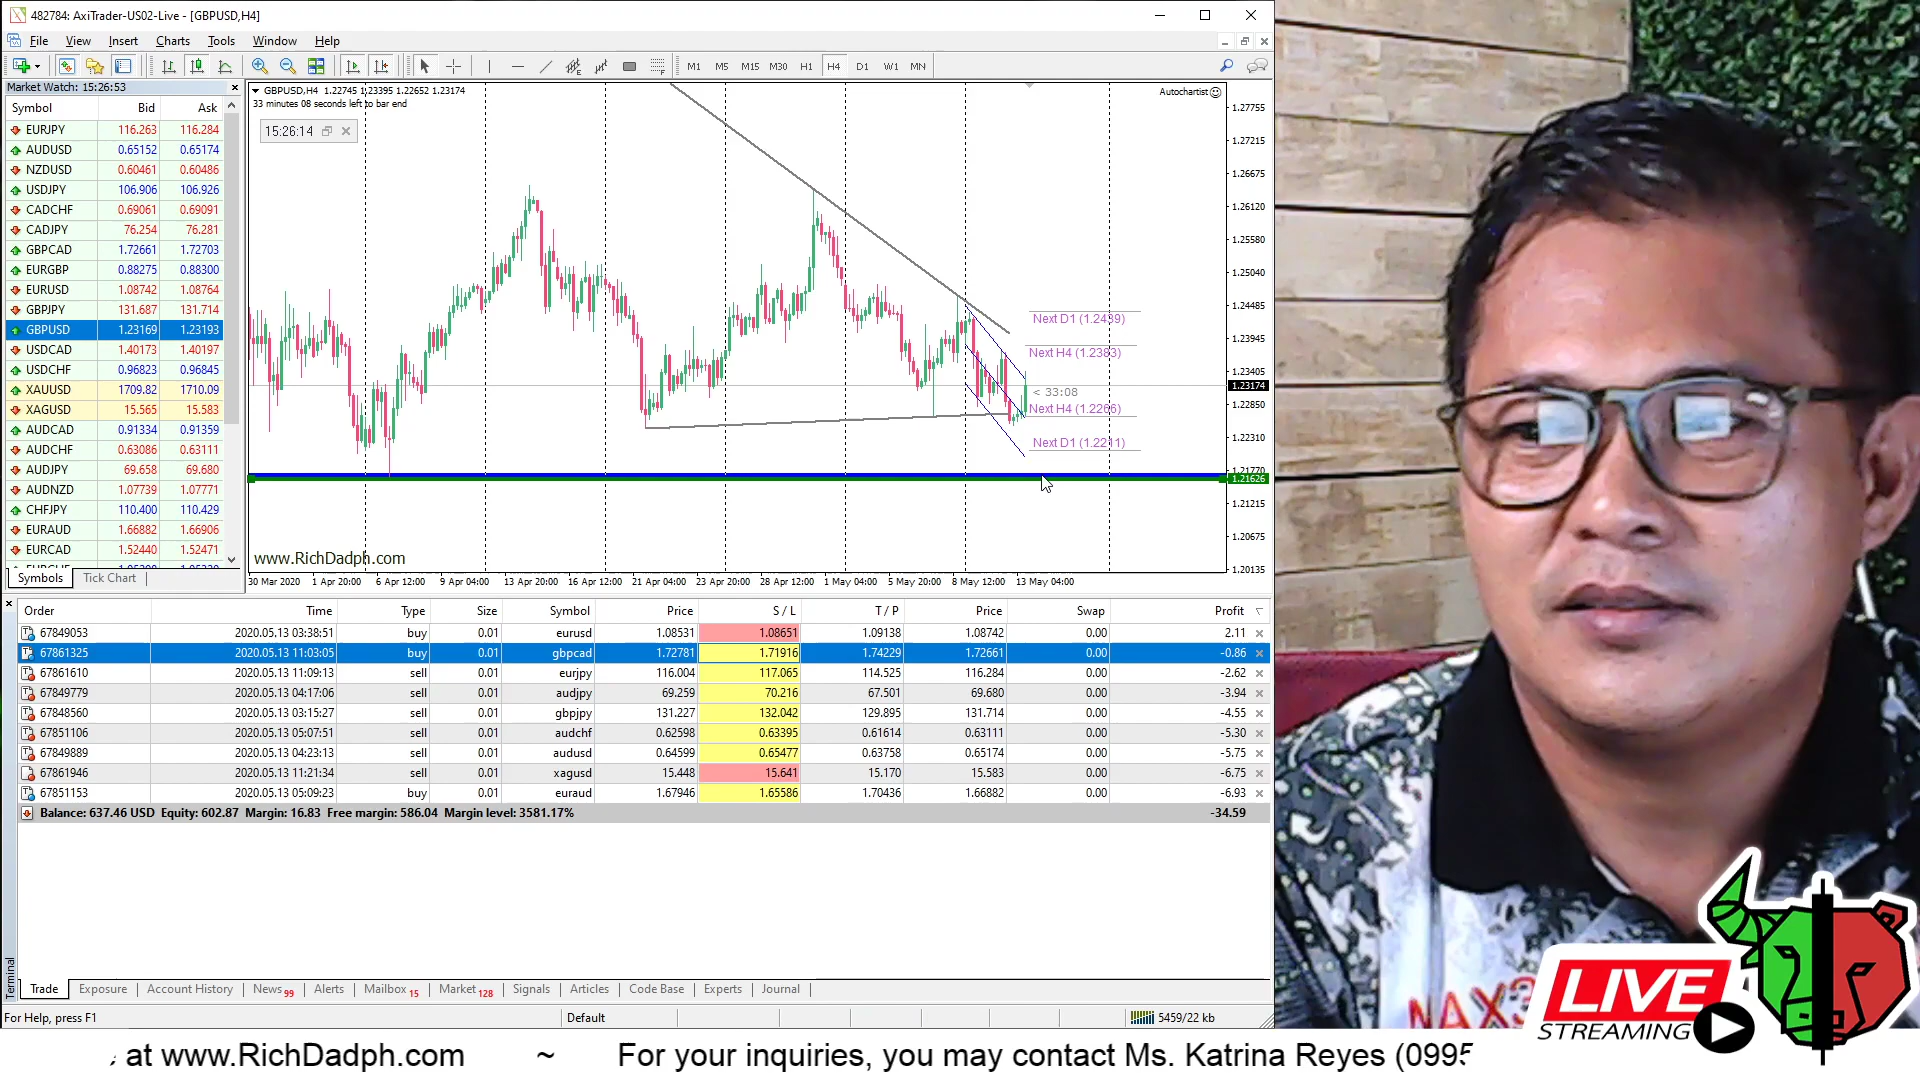 482784: AxiTrader-US02-Live - [GBPUSD,H4]
File View Insert Charts Tools Window Help
M1 M5 M15 M30 H1 H4 D1 W1 MN
Market Watch: 15:26:53
Symbol Bid Ask
EURJPY 116.263 116.284
AUDUSD 0.65152 0.65174
NZDUSD 0.60461 0.60486
USDJPY 106.906 106.926
CADCHF 0.69061 0.69091
CADJPY 76.254 76.281
GBPCAD 1.72661 1.72703
EURGBP 0.88275 0.88300
EURUSD 1.08742 1.08764
GBPJPY 131.687 131.714
GBPUSD 1.23169 1.23193
USDCAD 1.40173 1.40197
USDCHF 0.96823 0.96845
XAUUSD 1709.82 1710.09
XAGUSD 15.565 15.583
AUDCAD 0.91334 0.91359
AUDCHF 0.63086 0.63111
AUDJPY 69.658 69.680
AUDNZD 1.07739 1.07771
CHFJPY 110.400 110.429
EURAUD 1.66882 1.66906
EURCAD 1.52440 1.52471
Symbols Tick Chart
GBPUSD,H4 1.22745 1.23395 1.22652 1.23174
33 minutes 08 seconds left to bar end
15:26:14
Autochartist
1.27755
1.27215
1.26675
1.26120
1.25580
1.25040
1.24485
1.23945
1.23405
1.23174
1.22850
1.22310
1.21770
1.21626
1.21215
1.20675
1.20135
Next D1 (1.2439)
Next H4 (1.2383)
< 33:08
Next H4 (1.2266)
Next D1 (1.2211)
www.RichDadph.com
30 Mar 2020 1 Apr 20:00 6 Apr 12:00 9 Apr 04:00 13 Apr 20:00 16 Apr 12:00 21 Apr 04:00 23 Apr 20:00 28 Apr 12:00 1 May 04:00 5 May 20:00 8 May 12:00 13 May 04:00
Order Time Type Size Symbol Price S / L T / P Price Swap Profit
67849053 2020.05.13 03:38:51 buy 0.01 eurusd 1.08531 1.08651 1.09138 1.08742 0.00 2.11
67861325 2020.05.13 11:03:05 buy 0.01 gbpcad 1.72781 1.71916 1.74229 1.72661 0.00 -0.86
67861610 2020.05.13 11:09:13 sell 0.01 eurjpy 116.004 117.065 114.525 116.284 0.00 -2.62
67849779 2020.05.13 04:17:06 sell 0.01 audjpy 69.259 70.216 67.501 69.680 0.00 -3.94
67848560 2020.05.13 03:15:27 sell 0.01 gbpjpy 131.227 132.042 129.895 131.714 0.00 -4.55
67851106 2020.05.13 05:07:51 sell 0.01 audchf 0.62598 0.63395 0.61614 0.63111 0.00 -5.30
67849889 2020.05.13 04:23:13 sell 0.01 audusd 0.64599 0.65477 0.63758 0.65174 0.00 -5.75
67861946 2020.05.13 11:21:34 sell 0.01 xagusd 15.448 15.641 15.170 15.583 0.00 -6.75
67851153 2020.05.13 05:09:23 buy 0.01 euraud 1.67946 1.65586 1.70436 1.66882 0.00 -6.93
Balance: 637.46 USD Equity: 602.87 Margin: 16.83 Free margin: 586.04 Margin level: 3581.17% -34.59
Terminal
Trade Exposure Account History News 99 Alerts Mailbox 15 Market 128 Signals Articles Code Base Experts Journal
For Help, press F1 Default 5459/22 kb
LIVE
STREAMING
at www.RichDadph.com ~ For your inquiries, you may contact Ms. Katrina Reyes (0995